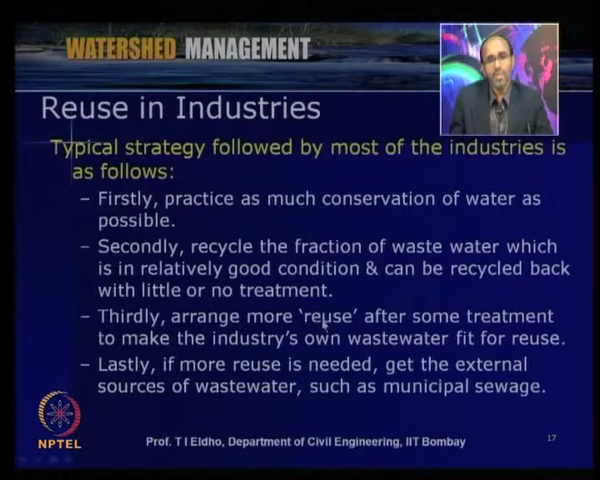 WATERSHED MANAGEMENT
Reuse in Industries
Typical strategy followed by most of the industries is
as follows:
– Firstly, practice as much conservation of water as
possible.
– Secondly, recycle the fraction of waste water which
is in relatively good condition & can be recycled back
with little or no treatment.
– Thirdly, arrange more ‘reuse’ after some treatment
to make the industry’s own wastewater fit for reuse.
– Lastly, if more reuse is needed, get the external
sources of wastewater, such as municipal sewage.
NPTEL
Prof. T I Eldho, Department of Civil Engineering, IIT Bombay
17